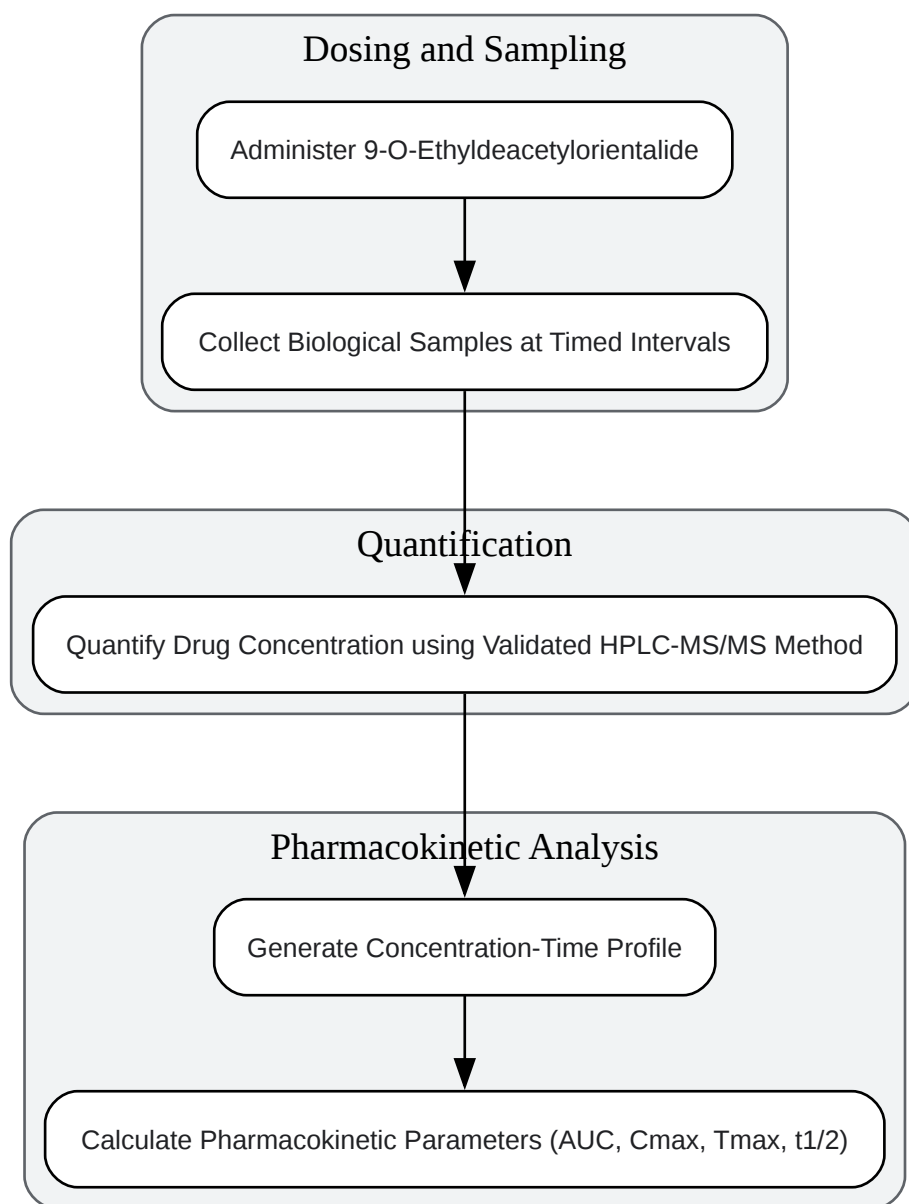 Dosing and Sampling
Administer 9-O-Ethyldeacetylorientalide
Collect Biological Samples at Timed Intervals
Quantification
Quantify Drug Concentration using Validated HPLC-MS/MS Method
Pharmacokinetic Analysis
Generate Concentration-Time Profile
Calculate Pharmacokinetic Parameters (AUC, Cmax, Tmax, t1/2)